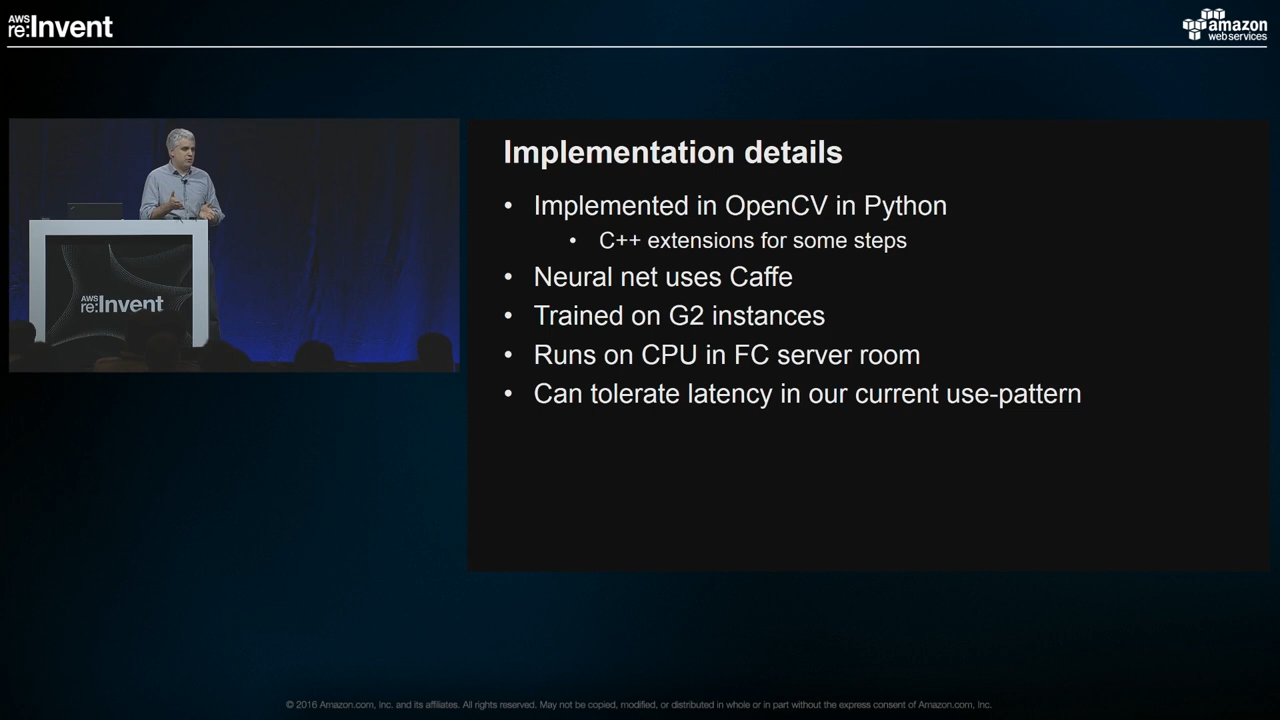 AWS
re:Invent
amazon
web services
AWS
re:Invent
Implementation details
• Implemented in OpenCV in Python
• C++ extensions for some steps
• Neural net uses Caffe
• Trained on G2 instances
• Runs on CPU in FC server room
• Can tolerate latency in our current use-pattern
© 2016 Amazon.com, Inc. and its affiliates. All rights reserved. May not be copied, modified, or distributed in whole or in part without the express consent of Amazon.com, Inc.